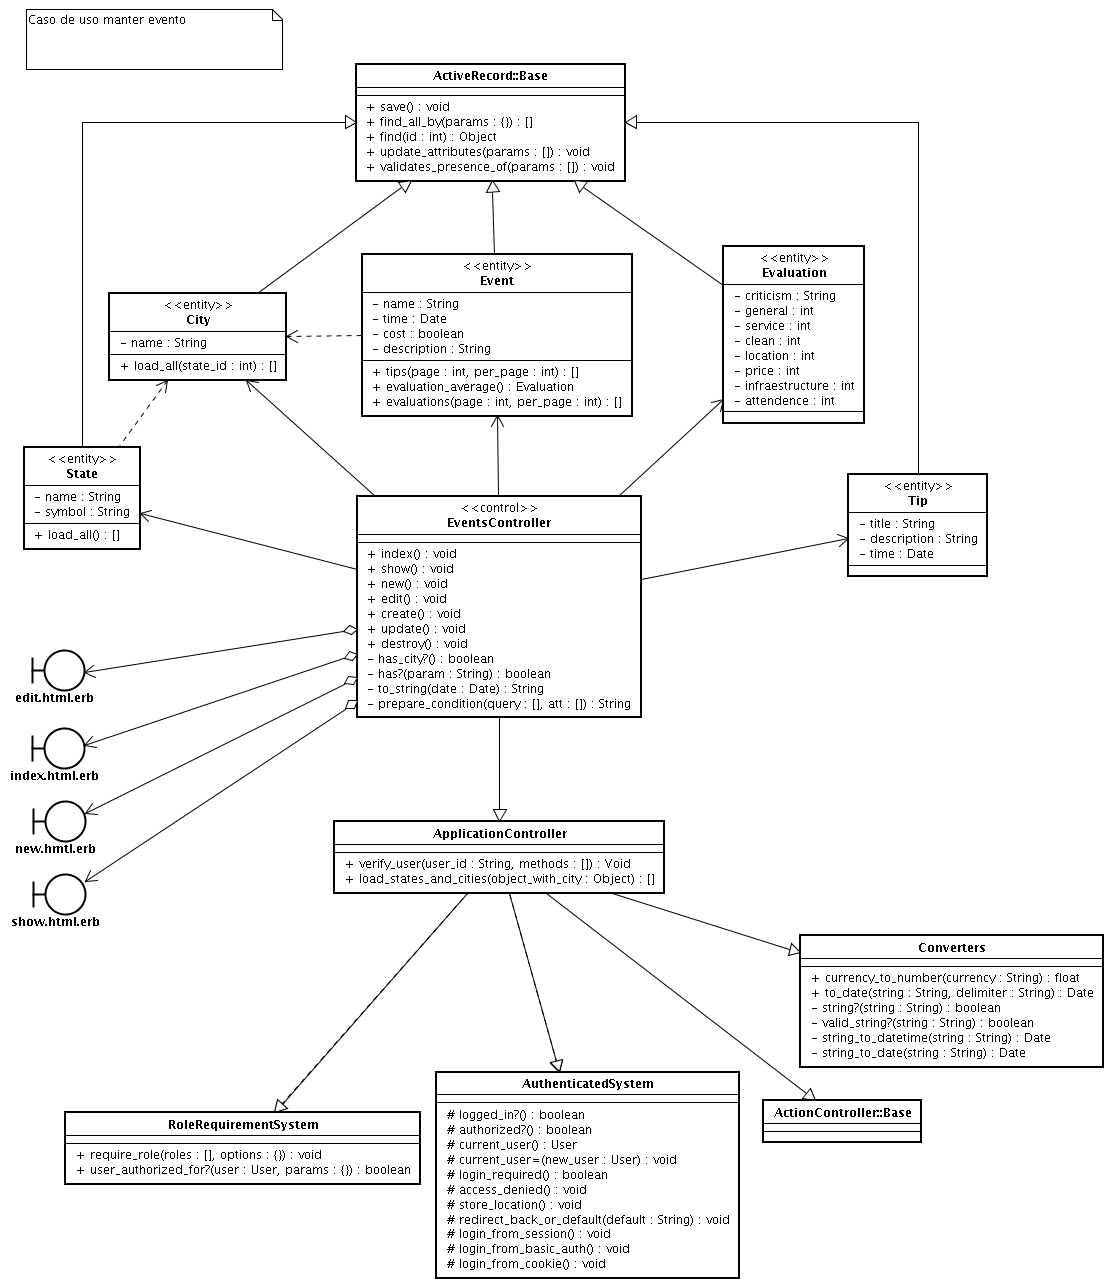 Caso de uso manter evento
ActiveRecord::Base
+ save() : void
+ find_all_by(params : {}) : []
+ find(id : int) : Object
+ update_attributes(params : []) : void
+ validates_presence_of(params : []) : void
<<entity>>
City
- name : String
+ load_all(state_id : int) : []
<<entity>>
Event
- name : String
- time : Date
- cost : boolean
- description : String
+ tips(page : int, per_page : int) : []
+ evaluation_average() : Evaluation
+ evaluations(page : int, per_page : int) : []
<<entity>>
Evaluation
- criticism : String
- general : int
- service : int
- clean : int
- location : int
- price : int
- infraestructure : int
- attendence : int
<<entity>>
State
- name : String
- symbol : String
+ load_all() : []
<<control>>
EventsController
+ index() : void
+ show() : void
+ new() : void
+ edit() : void
+ create() : void
+ update() : void
+ destroy() : void
- has_city?() : boolean
- has?(param : String) : boolean
- to_string(date : Date) : String
- prepare_condition(query : [], att : []) : String
<<entity>>
Tip
- title : String
- description : String
- time : Date
edit.html.erb
index.html.erb
new.hmtl.erb
show.html.erb
ApplicationController
+ verify_user(user_id : String, methods : []) : Void
+ load_states_and_cities(object_with_city : Object) : []
Converters
+ currency_to_number(currency : String) : float
+ to_date(string : String, delimiter : String) : Date
- string?(string : String) : boolean
- valid_string?(string : String) : boolean
- string_to_datetime(string : String) : Date
- string_to_date(string : String) : Date
RoleRequirementSystem
+ require_role(roles : [], options : {}) : void
+ user_authorized_for?(user : User, params : {}) : boolean
AuthenticatedSystem
# logged_in?() : boolean
# authorized?() : boolean
# current_user() : User
# current_user=(new_user : User) : void
# login_required() : boolean
# access_denied() : void
# store_location() : void
# redirect_back_or_default(default : String) : void
# login_from_session() : void
# login_from_basic_auth() : void
# login_from_cookie() : void
ActionController::Base